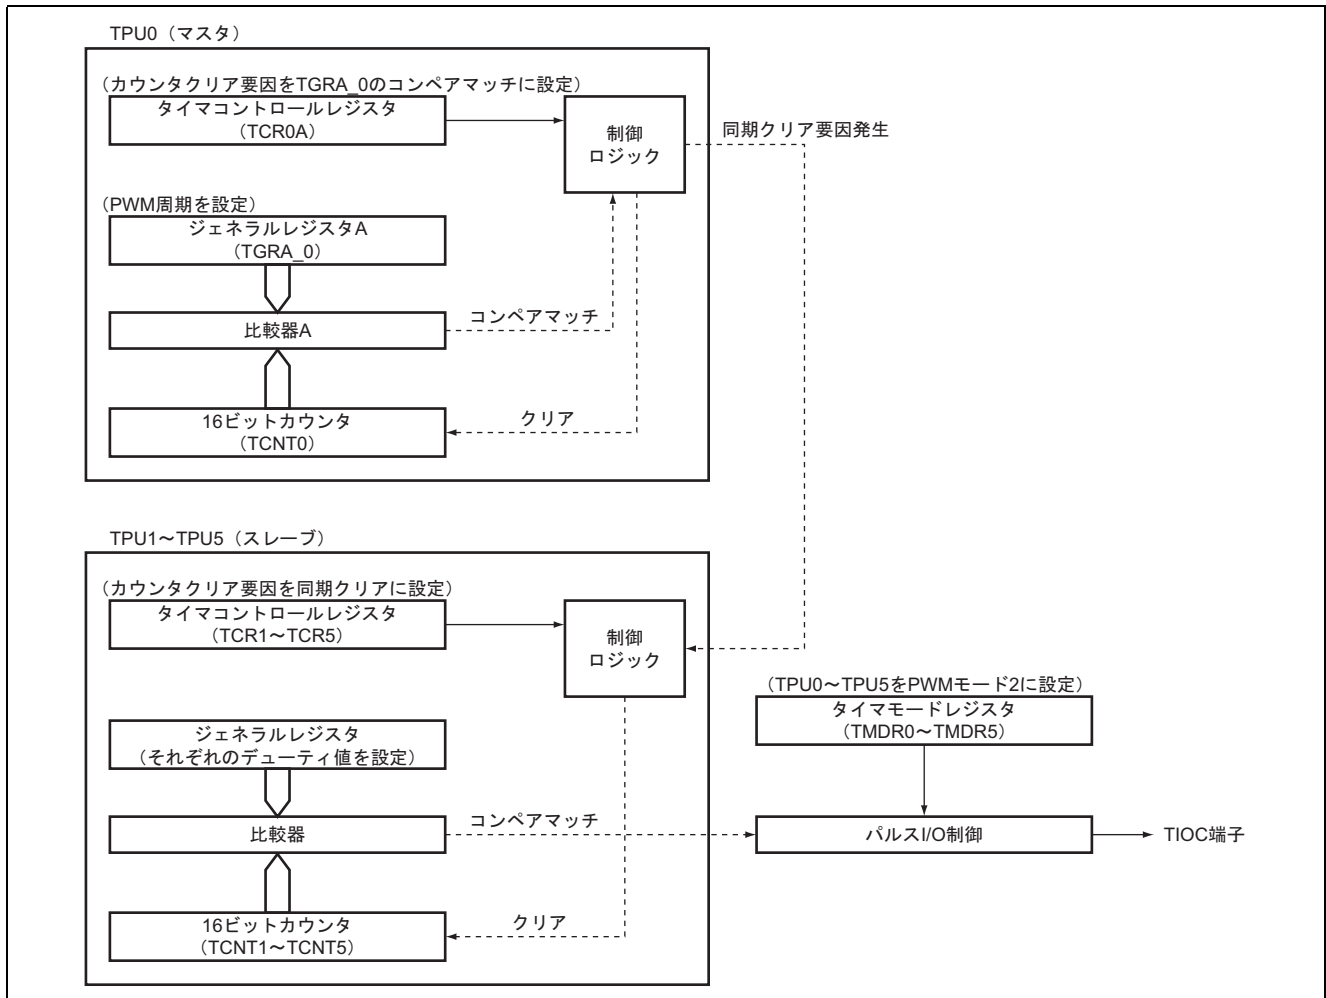 TPU0（マスタ）
（カウンタクリア要因をTGRA_0のコンペアマッチに設定）
タイマコントロールレジスタ
（TCR0A）
制御
ロジック
同期クリア要因発生
（PWM周期を設定）
ジェネラルレジスタA
（TGRA_0）
比較器A
コンペアマッチ
16ビットカウンタ
（TCNT0）
クリア
TPU1～TPU5（スレーブ）
（カウンタクリア要因を同期クリアに設定）
タイマコントロールレジスタ
（TCR1～TCR5）
制御
ロジック
（TPU0～TPU5をPWMモード2に設定）
タイマモードレジスタ
（TMDR0～TMDR5）
ジェネラルレジスタ
（それぞれのデューティ値を設定）
比較器
コンペアマッチ
パルスI/O制御
TIOC端子
16ビットカウンタ
（TCNT1～TCNT5）
クリア